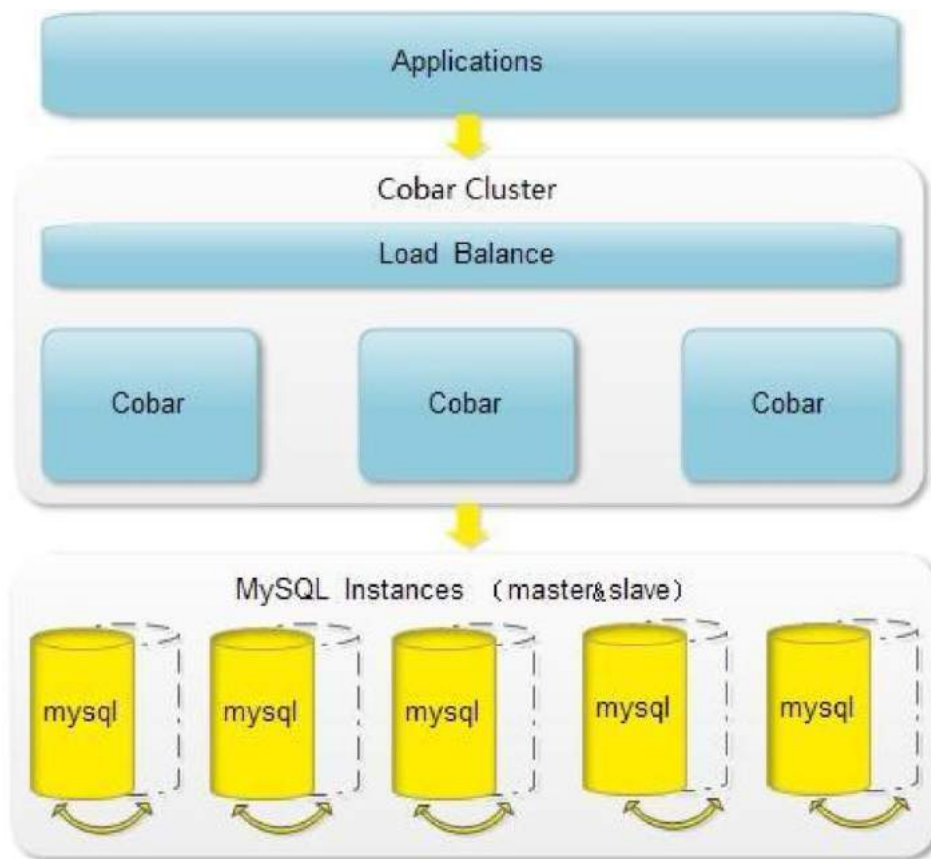 Applications
Cobar Cluster
Load Balance
Cobar Cobar Cobar
MySQL Instances （master&slave）
mysql mysql mysql mysql mysql